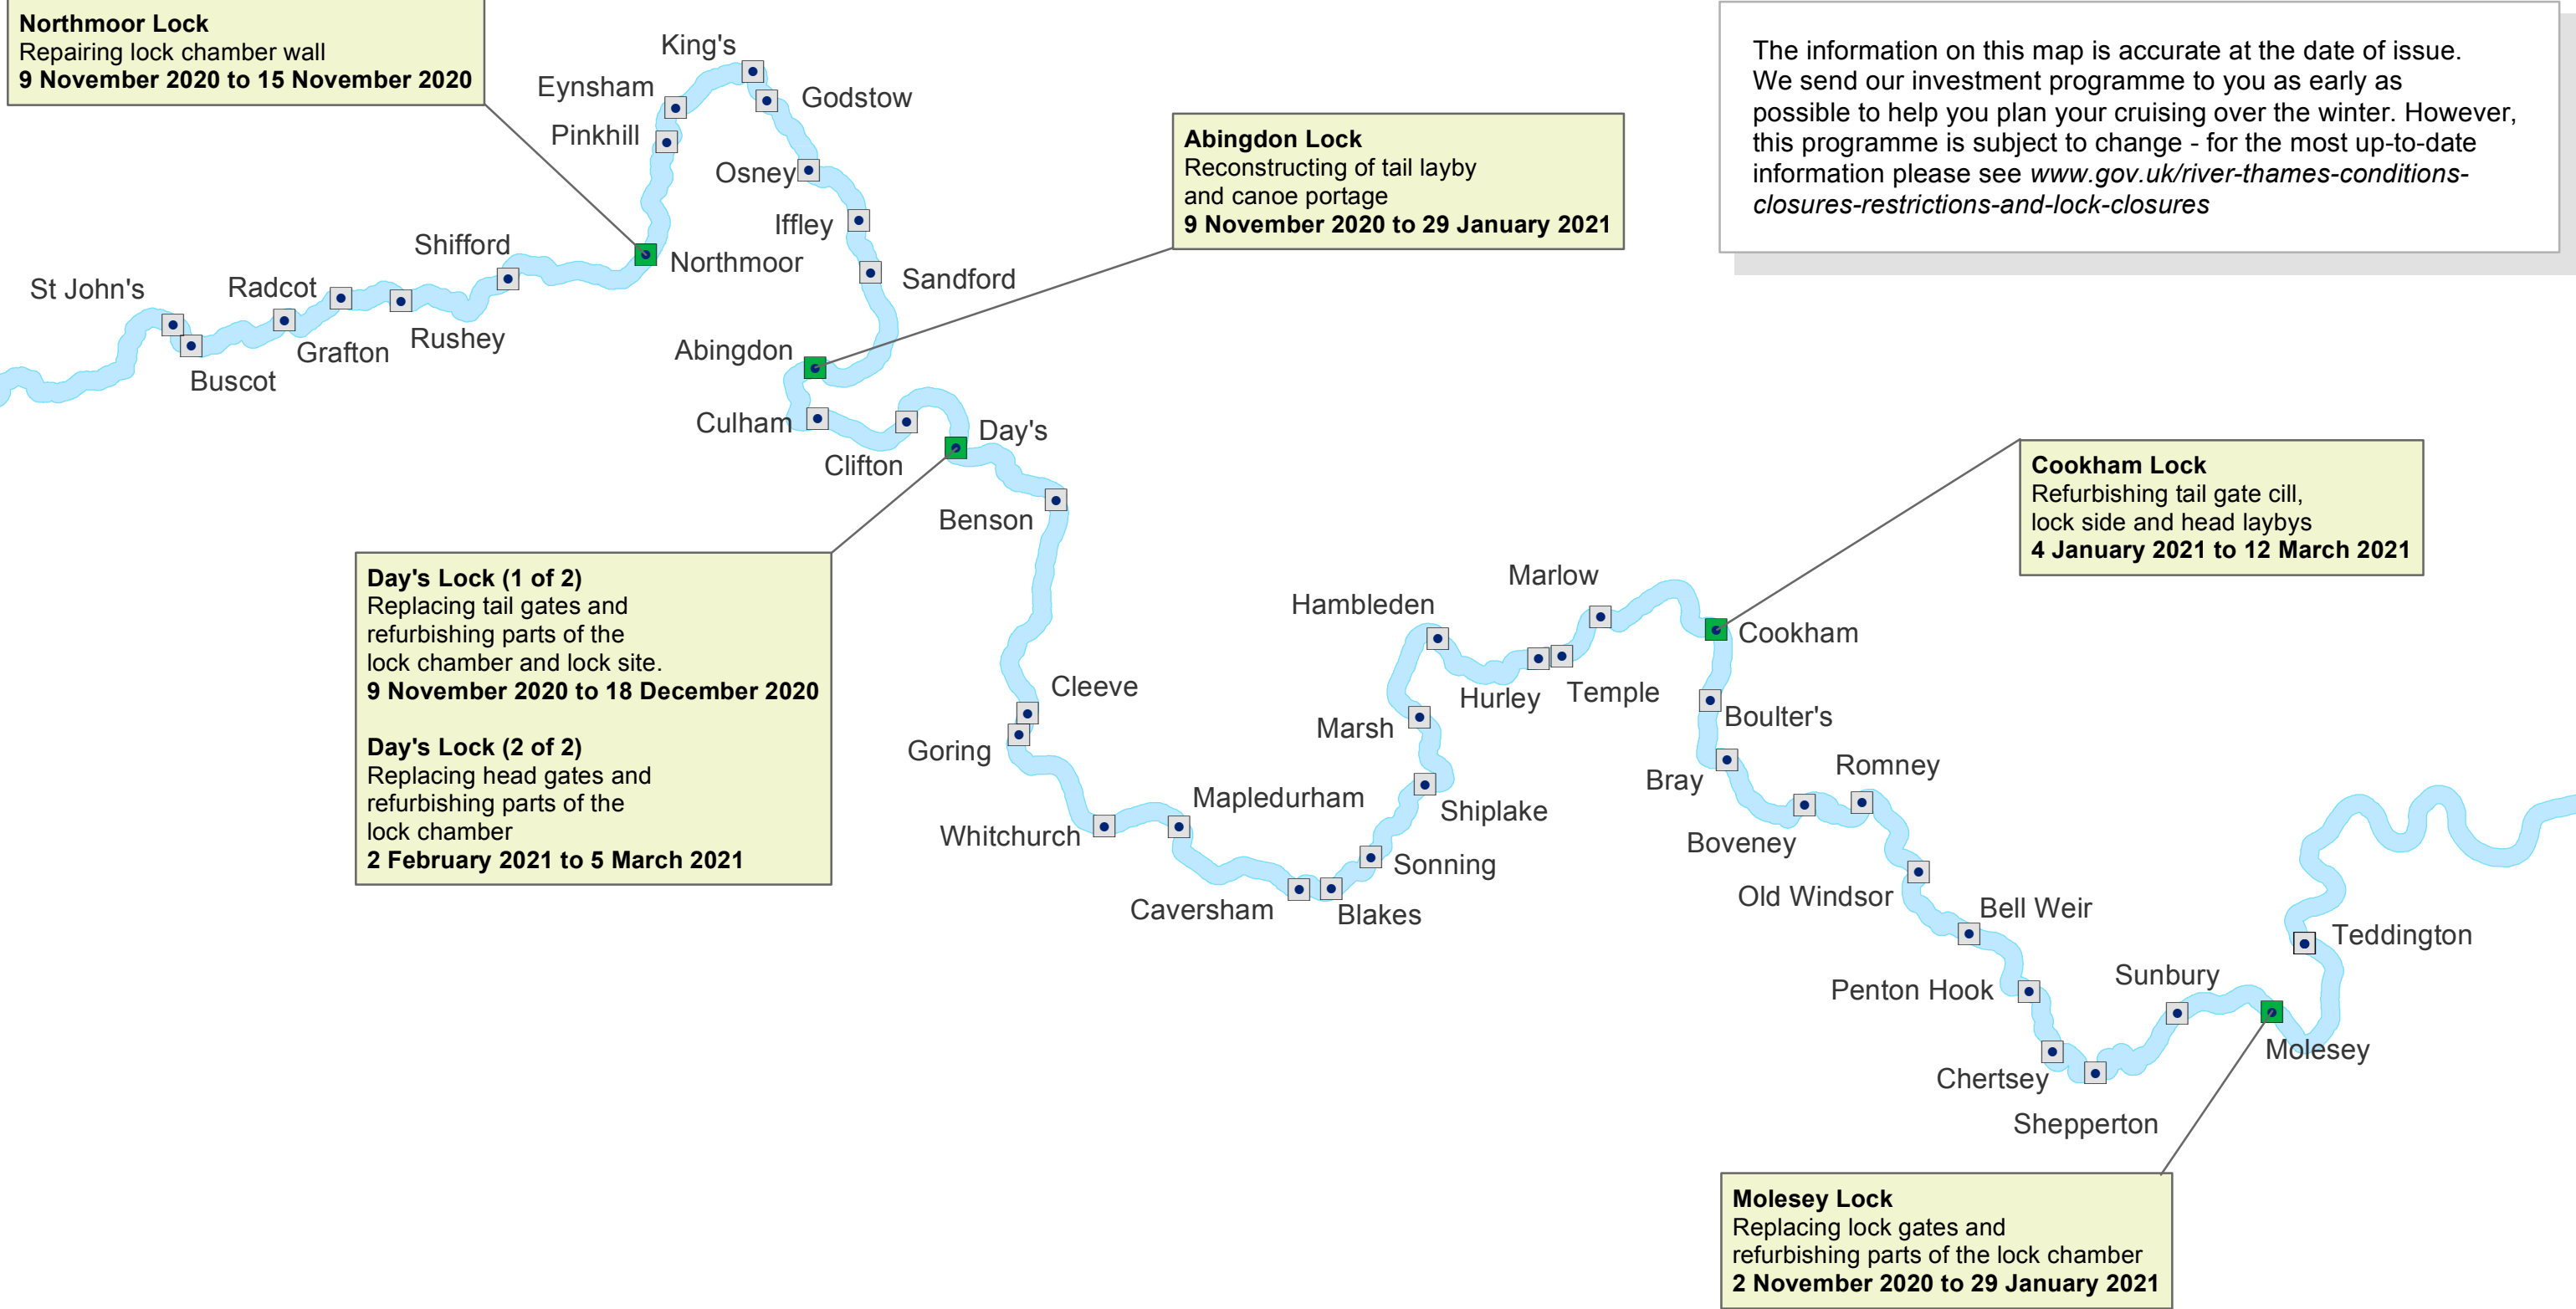 Northmoor Lock
Repairing lock chamber wall
9 November 2020 to 15 November 2020
The information on this map is accurate at the date of issue.
We send our investment programme to you as early as
possible to help you plan your cruising over the winter. However,
this programme is subject to change - for the most up-to-date
information please see www.gov.uk/river-thames-conditions-
closures-restrictions-and-lock-closures
Abingdon Lock
Reconstructing of tail layby
and canoe portage
9 November 2020 to 29 January 2021
King's
Eynsham
Godstow
Pinkhill
Osney
Iffley
Shifford
Northmoor
Sandford
St John's
Radcot
Rushey
Grafton
Buscot
Abingdon
Culham
Day's
Clifton
Benson
Cookham Lock
Refurbishing tail gate cill,
lock side and head laybys
4 January 2021 to 12 March 2021
Day's Lock (1 of 2)
Replacing tail gates and
refurbishing parts of the
lock chamber and lock site.
9 November 2020 to 18 December 2020
Day's Lock (2 of 2)
Replacing head gates and
refurbishing parts of the
lock chamber
2 February 2021 to 5 March 2021
Marlow
Hambleden
Cookham
Cleeve
Hurley
Temple
Boulter's
Marsh
Goring
Bray
Romney
Mapledurham
Shiplake
Whitchurch
Boveney
Sonning
Old Windsor
Caversham
Blakes
Bell Weir
Teddington
Sunbury
Penton Hook
Molesey
Chertsey
Shepperton
Molesey Lock
Replacing lock gates and
refurbishing parts of the lock chamber
2 November 2020 to 29 January 2021